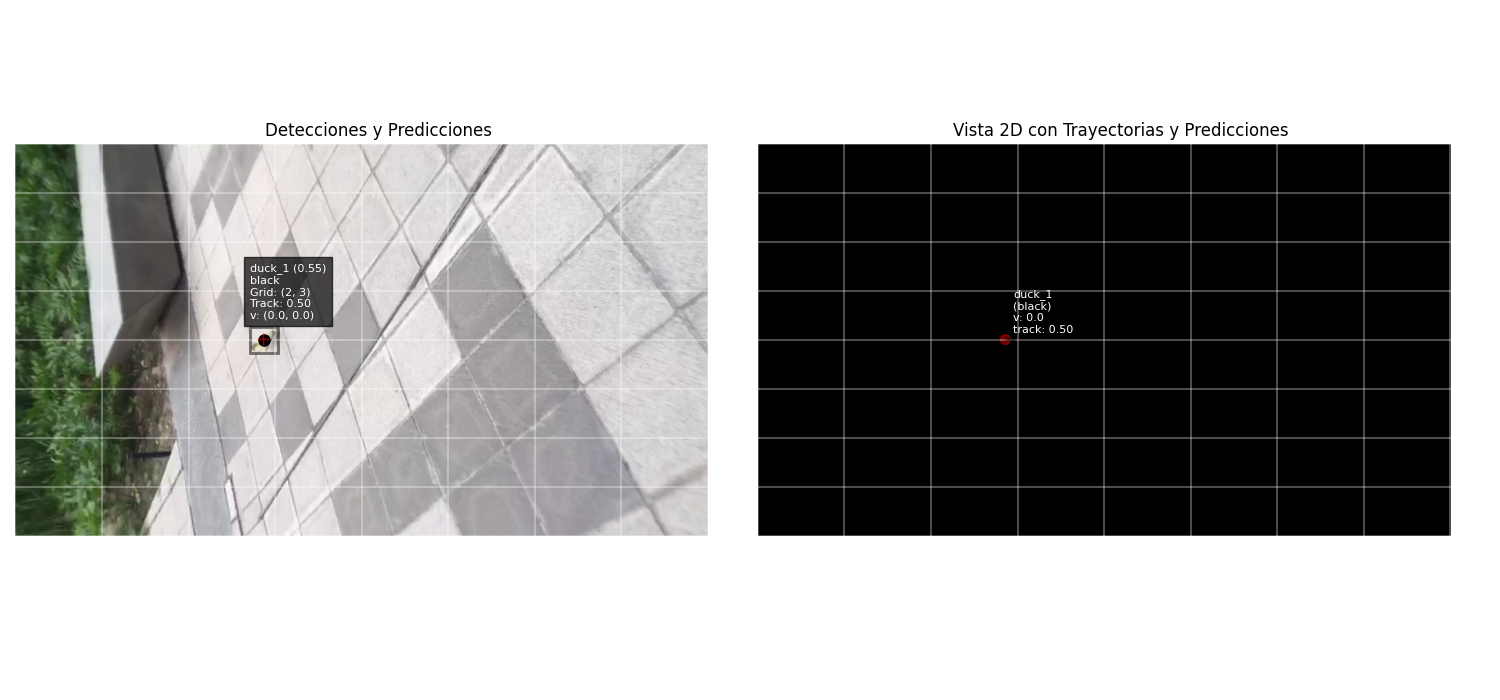 Detecciones y Predicciones
duck_1 (0.55)
black
Grid: (2, 3)
Track: 0.50
v: (0.0, 0.0)
Vista 2D con Trayectorias y Predicciones
duck_1
(black)
v: 0.0
track: 0.50